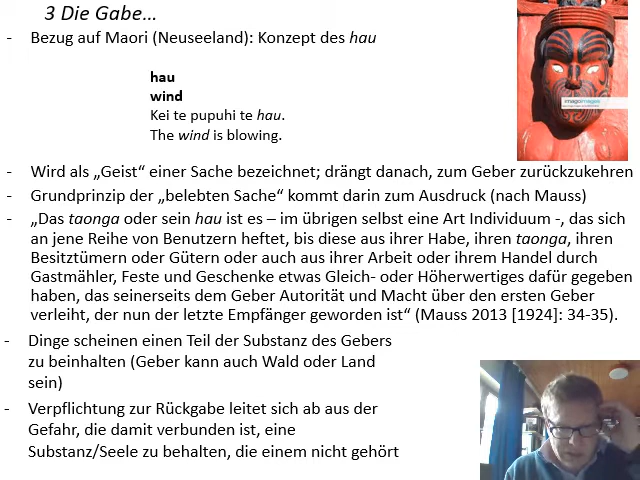 3 Die Gabe…
- Bezug auf Maori (Neuseeland): Konzept des hau
hau
wind
Kei te pupuhi te hau.
The wind is blowing.
imagoimages
- Wird als „Geist“ einer Sache bezeichnet; drängt danach, zum Geber zurückzukehren
- Grundprinzip der „belebten Sache“ kommt darin zum Ausdruck (nach Mauss)
- „Das taonga oder sein hau ist es – im übrigen selbst eine Art Individuum -, das sich
an jene Reihe von Benutzern heftet, bis diese aus ihrer Habe, ihren taonga, ihren
Besitztümern oder Gütern oder auch aus ihrer Arbeit oder ihrem Handel durch
Gastmähler, Feste und Geschenke etwas Gleich- oder Höherwertiges dafür gegeben
haben, das seinerseits dem Geber Autorität und Macht über den ersten Geber
verleiht, der nun der letzte Empfänger geworden ist“ (Mauss 2013 [1924]: 34-35).
- Dinge scheinen einen Teil der Substanz des Gebers
zu beinhalten (Geber kann auch Wald oder Land
sein)
- Verpflichtung zur Rückgabe leitet sich ab aus der
Gefahr, die damit verbunden ist, eine
Substanz/Seele zu behalten, die einem nicht gehört